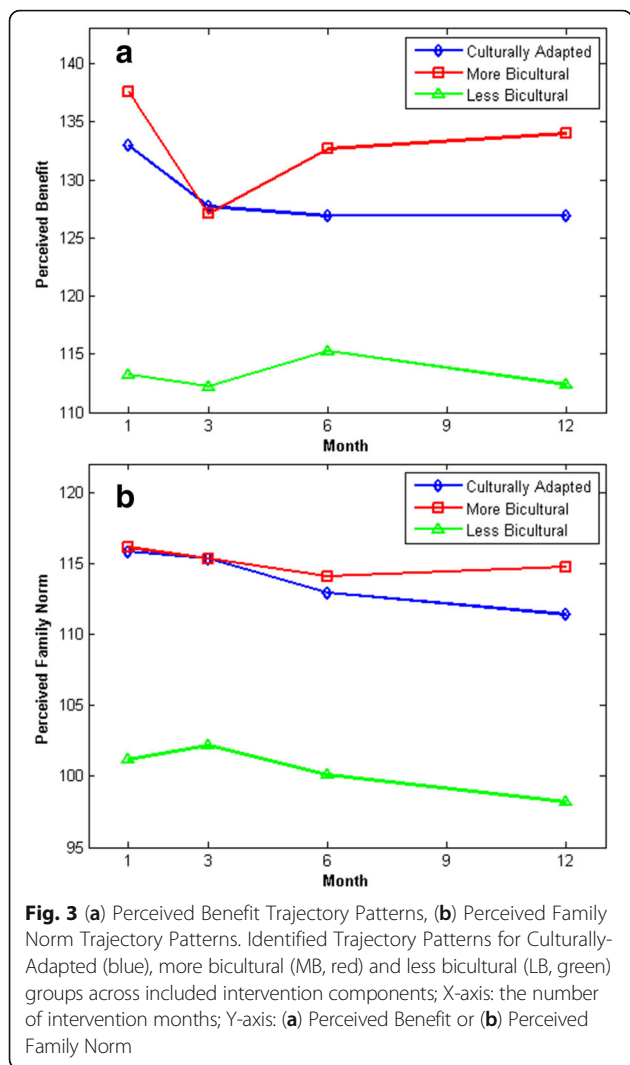 a
Culturally Adapted
More Bicultural
Less Bicultural
140
135
130
125
120
115
110
Perceived Benefit
1
3
6
9
12
Month
b
Culturally Adapted
More Bicultural
Less Bicultural
120
115
110
105
100
95
Perceived Family Norm
1
3
6
9
12
Month
Fig. 3 (a) Perceived Benefit Trajectory Patterns, (b) Perceived Family
Norm Trajectory Patterns. Identified Trajectory Patterns for Culturally-
Adapted (blue), more bicultural (MB, red) and less bicultural (LB, green)
groups across included intervention components; X-axis: the number
of intervention months; Y-axis: (a) Perceived Benefit or (b) Perceived
Family Norm